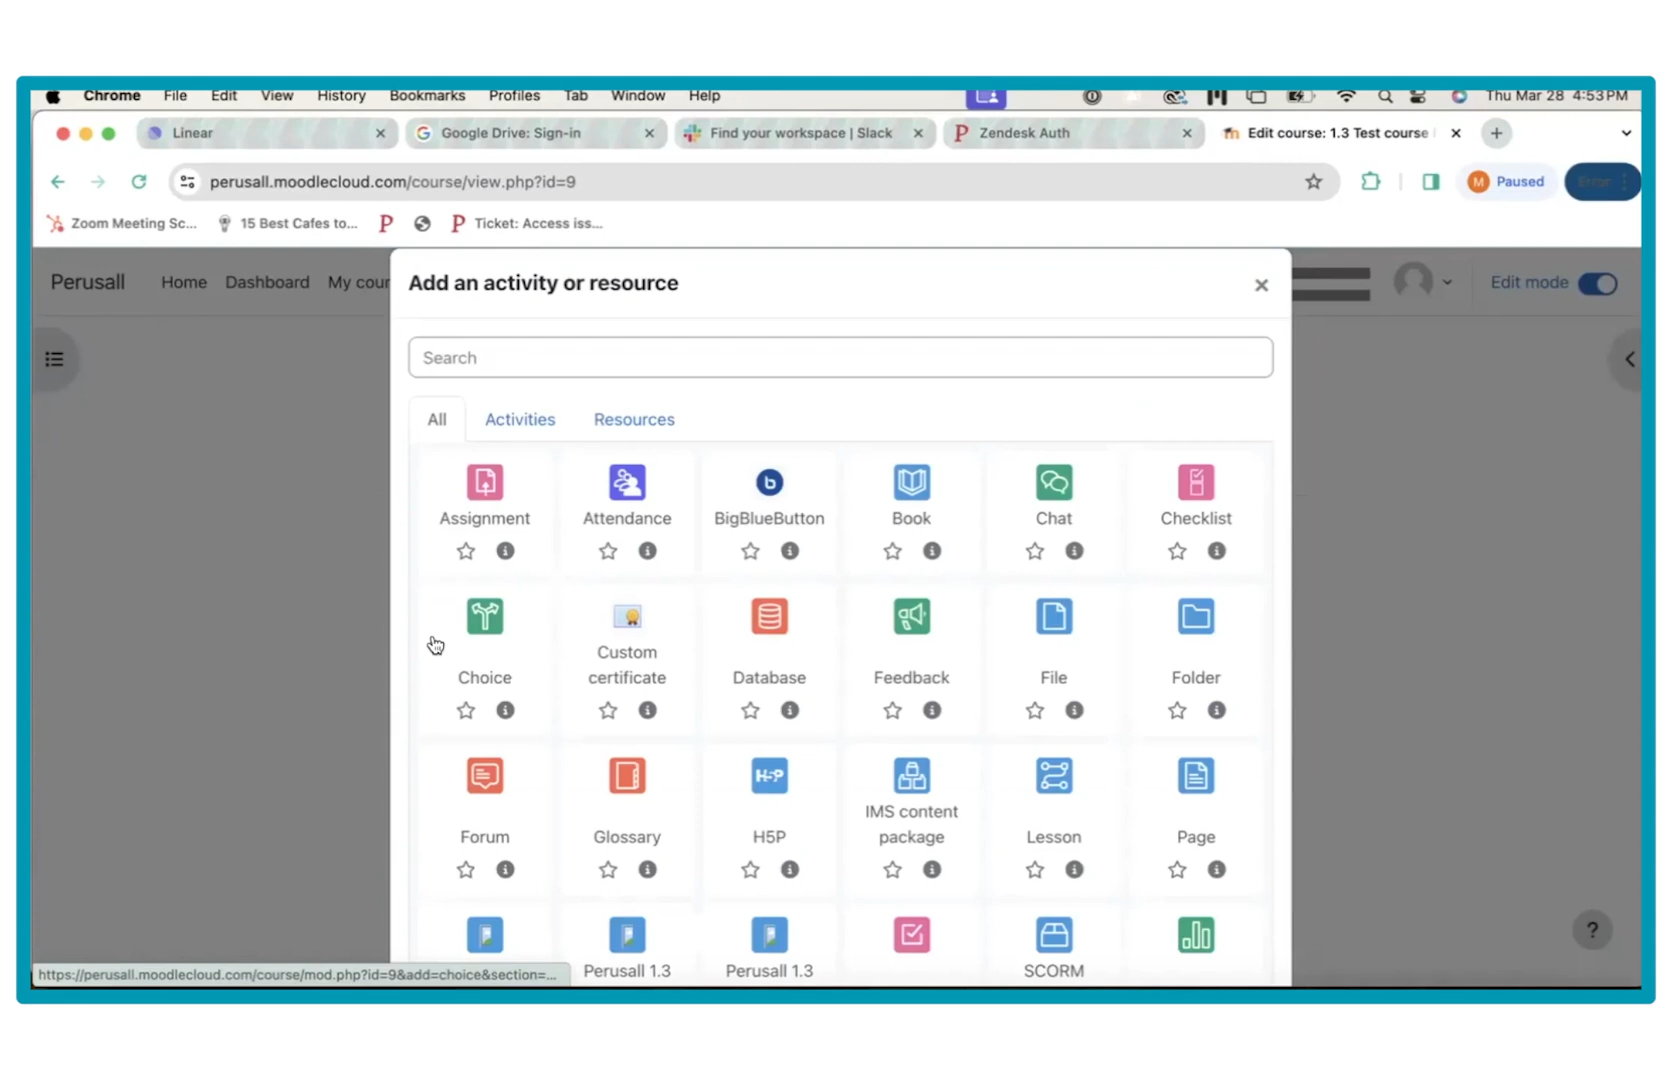 Chrome File Edit View History Bookmarks Profiles Tab Window Help Thu Mar 28 4:53 PM
Linear Google Drive: Sign-in Find your workspace | Slack Zendesk Auth Edit course: 1.3 Test course
perusall.moodlecloud.com/course/view.php?id=9 M Paused Error
Zoom Meeting Sc... 15 Best Cafes to... P P Ticket: Access iss...
Perusall Home Dashboard My cour Add an activity or resource Edit mode
Search
All Activities Resources
Assignment Attendance BigBlueButton Book Chat Checklist
Custom
Choice certificate Database Feedback File Folder
H5P
IMS content
Forum Glossary H5P package Lesson Page
Perusall 1.3 Perusall 1.3 SCORM
https://perusall.moodlecloud.com/course/mod.php?id=9&add=choice&section=...
?